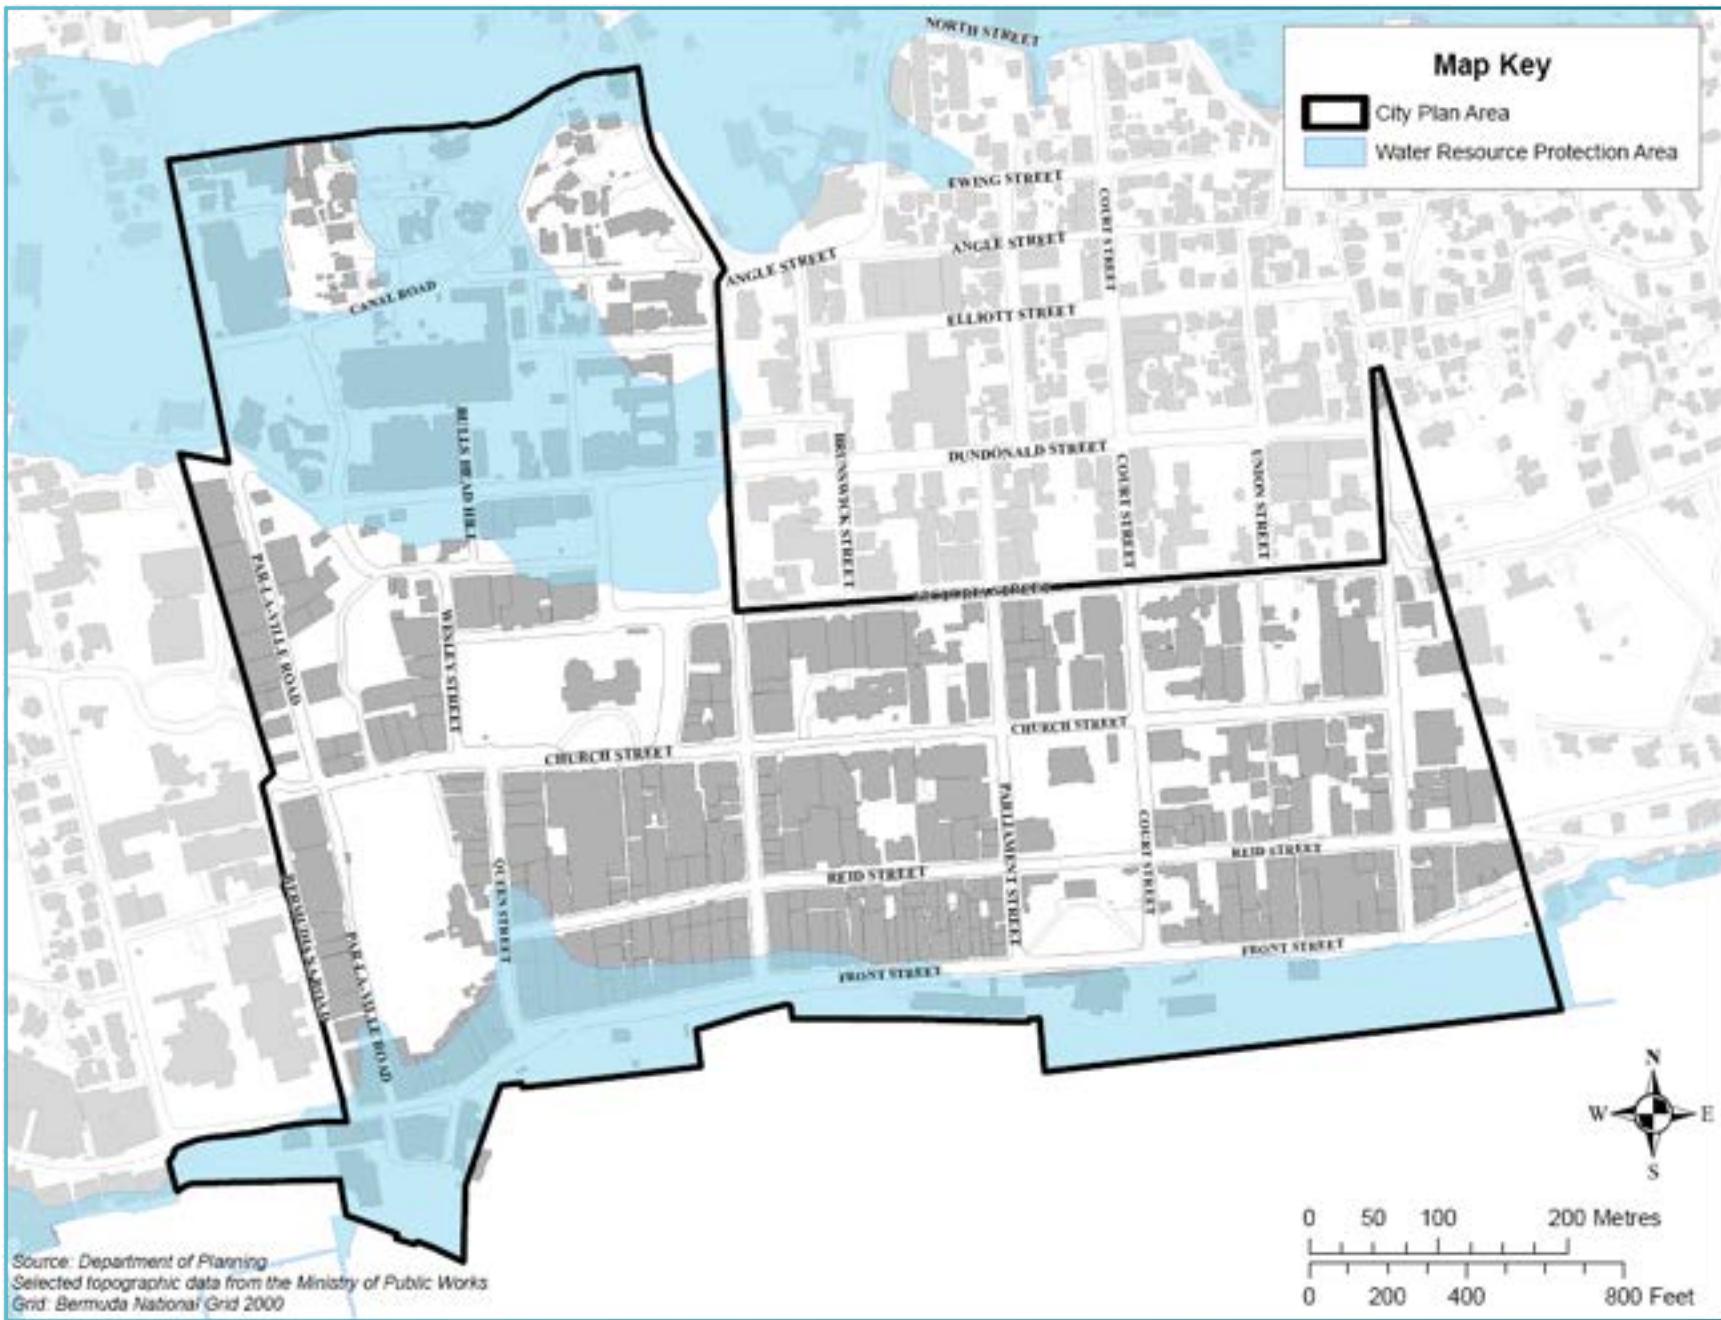 NORTH STREET
Map Key
City Plan Area
Water Resource Protection Area
EWING STREET
COURT STREET
ANGLE STREET
ANGLE STREET
CANAL ROAD
ELLIOTT STREET
BULLS HEAD HILL
BRUNSWICK STREET
DUNDONALD STREET
COURT STREET
UNION STREET
PAR-LA-VILLE ROAD
WESLEY STREET
STREET
CHURCH STREET
CHURCH STREET
PARLIAMENT STREET
COURT STREET
REID STREET
REID STREET
QUEEN STREET
BERMUDIANA ROAD
PAR-LA-VILLE ROAD
FRONT STREET
FRONT STREET
N
W E
S
0 50 100 200 Metres
0 200 400 800 Feet
Source: Department of Planning
Selected topographic data from the Ministry of Public Works
Grid: Bermuda National Grid 2000